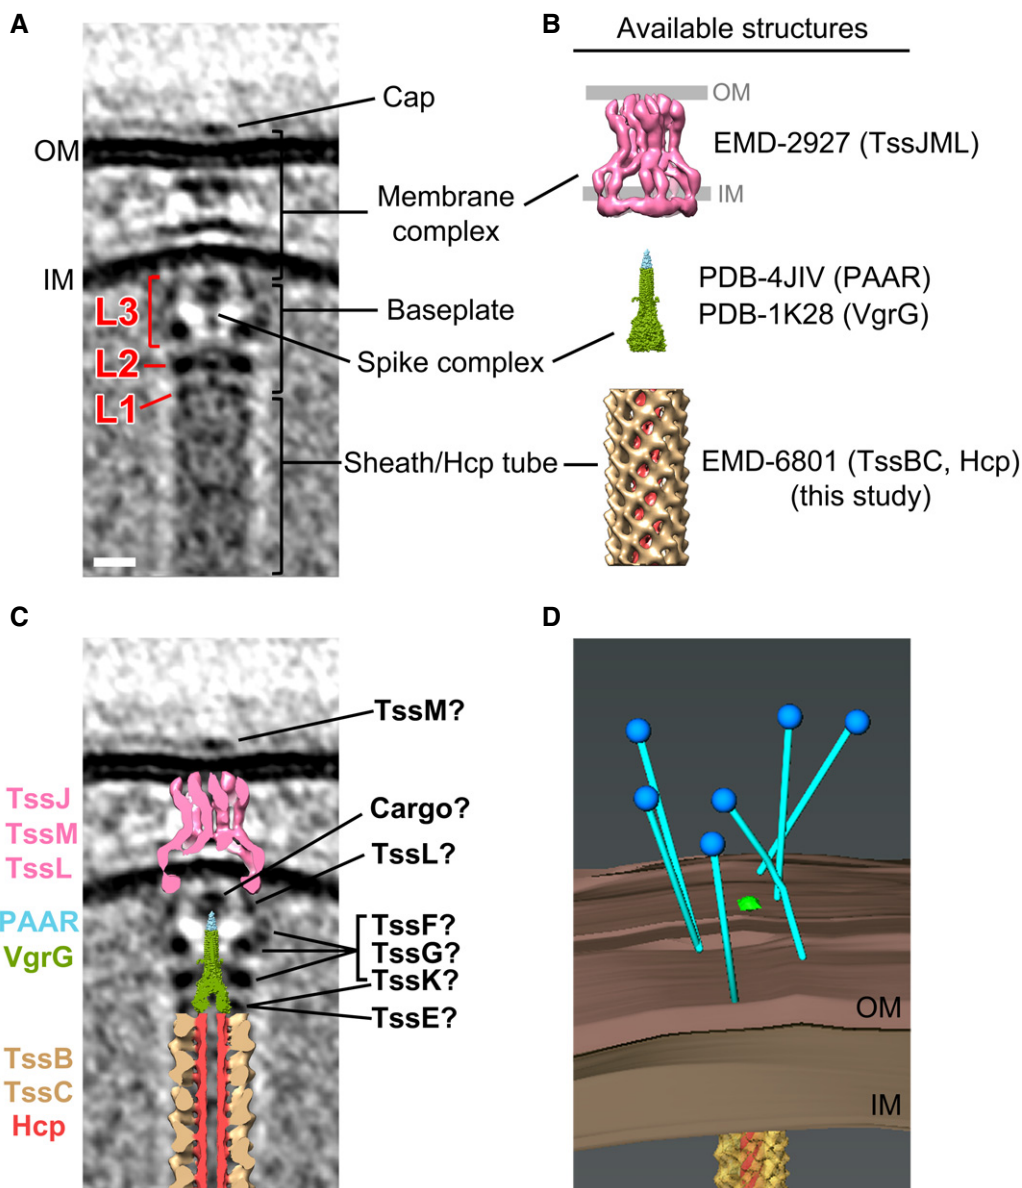 A
Cap
OM
Membrane
complex
IM
L3
Baseplate
L2
Spike complex
L1
Sheath/Hcp tube
B
Available structures
OM
EMD-2927 (TssJML)
IM
PDB-4JIV (PAAR)
PDB-1K28 (VgrG)
EMD-6801 (TssBC, Hcp)
(this study)
C
TssM?
TssJ
TssM
TssL
Cargo?
TssL?
PAAR
VgrG
TssF?
TssG?
TssK?
TssE?
TssB
TssC
Hcp
D
OM
IM